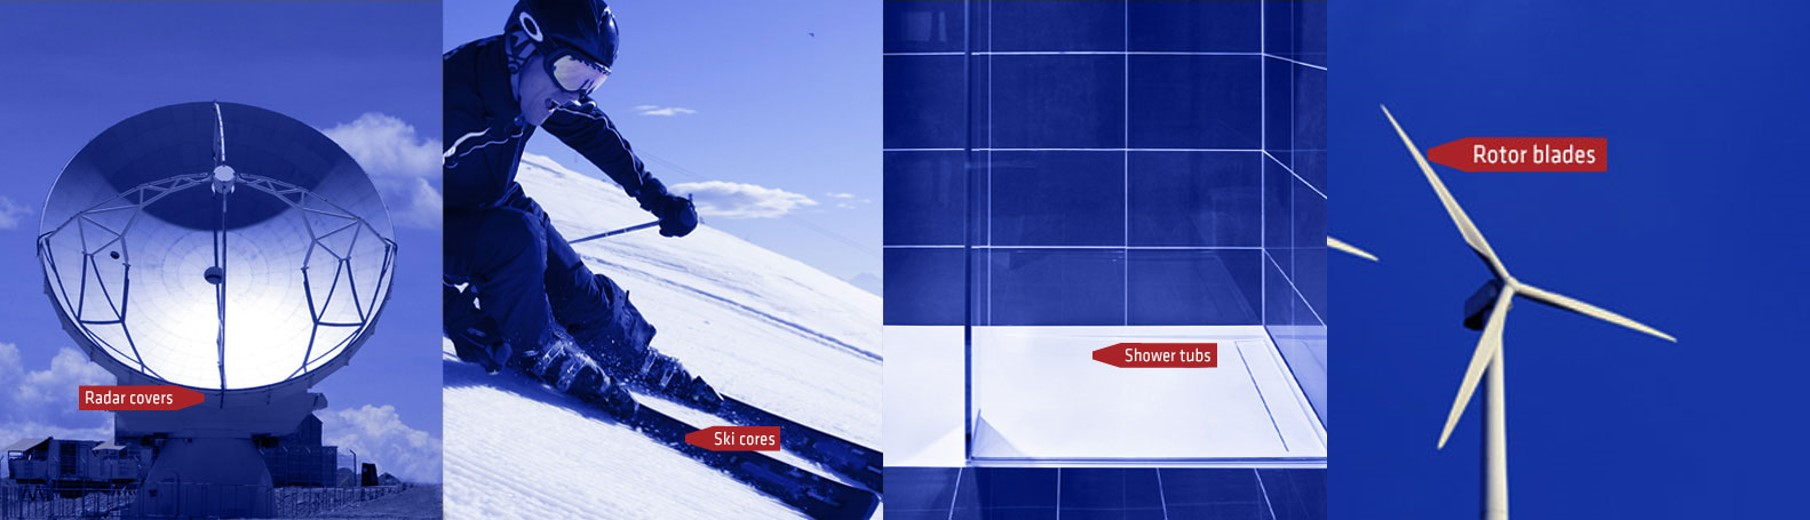 Radar covers
Ski cores
Shower tubs
Rotor blades